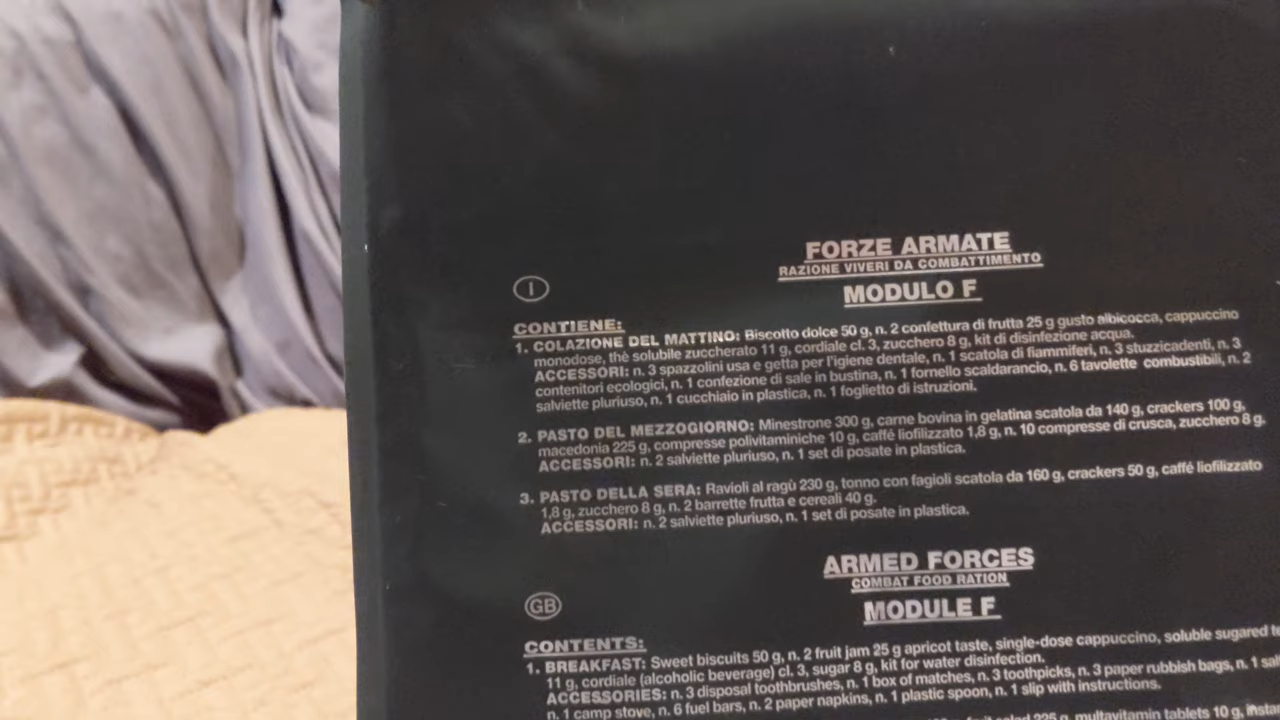 FORZE ARMATE
RAZIONE VIVERI DA COMBATTIMENTO
I
MODULO F
CONTIENE:
1. COLAZIONE DEL MATTINO: Biscotto dolce 50 g, n. 2 confettura di frutta 25 g gusto albicocca, cappuccino
monodose, thè solubile zuccherato 11 g, cordiale cl. 3, zucchero 8 g, kit di disinfezione acqua.
ACCESSORI: n. 3 spazzolini usa e getta per l'igiene dentale, n. 1 scatola di fiammiferi, n. 3 stuzzicadenti, n. 3
contenitori ecologici, n. 1 confezione di sale in bustina, n. 1 fornello scaldarancio, n. 6 tavolette combustibili, n. 2
salviette pluriuso, n. 1 cucchiaio in plastica, n. 1 foglietto di istruzioni.
2. PASTO DEL MEZZOGIORNO: Minestrone 300 g, carne bovina in gelatina scatola da 140 g, crackers 100 g,
macedonia 225 g, compresse polivitaminiche 10 g, caffé liofilizzato 1,8 g, n. 10 compresse di crusca, zucchero 8 g.
ACCESSORI: n. 2 salviette pluriuso, n. 1 set di posate in plastica.
3. PASTO DELLA SERA: Ravioli al ragù 230 g, tonno con fagioli scatola da 160 g, crackers 50 g, caffé liofilizzato
1,8 g, zucchero 8 g, n. 2 barrette frutta e cereali 40 g.
ACCESSORI: n. 2 salviette pluriuso, n. 1 set di posate in plastica.
ARMED FORCES
COMBAT FOOD RATION
GB
MODULE F
CONTENTS:
1. BREAKFAST: Sweet biscuits 50 g, n. 2 fruit jam 25 g apricot taste, single-dose cappuccino, soluble sugared
11 g, cordiale (alcoholic beverage) cl. 3, sugar 8 g, kit for water disinfection.
ACCESSORIES: n. 3 disposal toothbrushes, n. 1 box of matches, n. 3 toothpicks, n. 3 paper rubbish bags, n. 1
n. 1 camp stove, n. 6 fuel bars, n. 2 paper napkins, n. 1 plastic spoon, n. 1 slip with instructions.
225 g, multavitamin tablets 10 g,